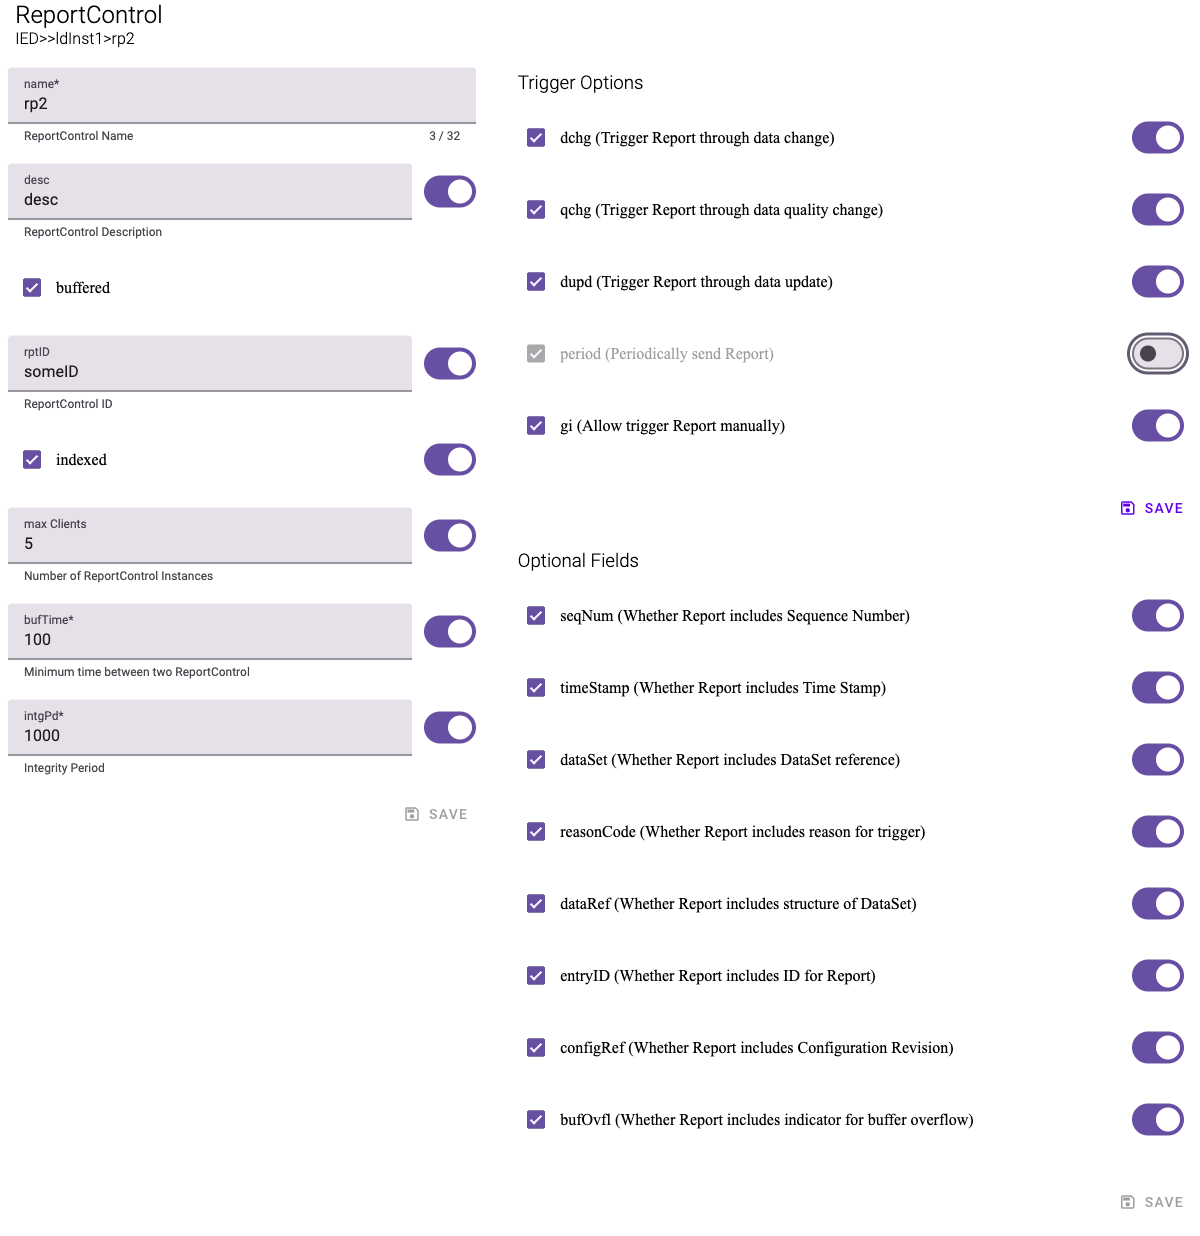 ReportControl
IED>>ldInst1>rp2
name*
rp2
ReportControl Name 3 / 32
desc
desc
ReportControl Description
buffered
rptID
someID
ReportControl ID
indexed
max Clients
5
Number of ReportControl Instances
bufTime*
100
Minimum time between two ReportControl
intgPd*
1000
Integrity Period
SAVE
Trigger Options
dchg (Trigger Report through data change)
qchg (Trigger Report through data quality change)
dupd (Trigger Report through data update)
period (Periodically send Report)
gi (Allow trigger Report manually)
SAVE
Optional Fields
seqNum (Whether Report includes Sequence Number)
timeStamp (Whether Report includes Time Stamp)
dataSet (Whether Report includes DataSet reference)
reasonCode (Whether Report includes reason for trigger)
dataRef (Whether Report includes structure of DataSet)
entryID (Whether Report includes ID for Report)
configRef (Whether Report includes Configuration Revision)
bufOvfl (Whether Report includes indicator for buffer overflow)
SAVE